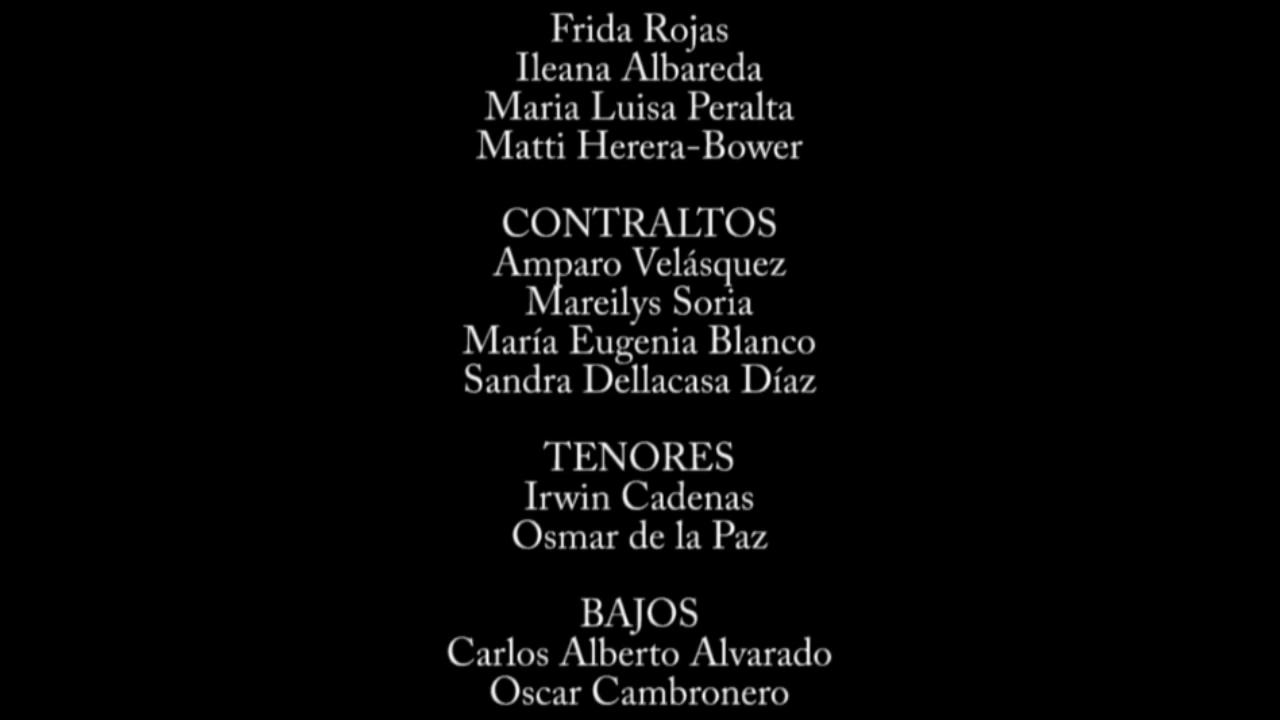 Frida Rojas
Ileana Albareda
Maria Luisa Peralta
Matti Herera-Bower
CONTRALTOS
Amparo Velásquez
Mareilys Soria
María Eugenia Blanco
Sandra Dellacasa Díaz
TENORES
Irwin Cadenas
Osmar de la Paz
BAJOS
Carlos Alberto Alvarado
Oscar Cambronero